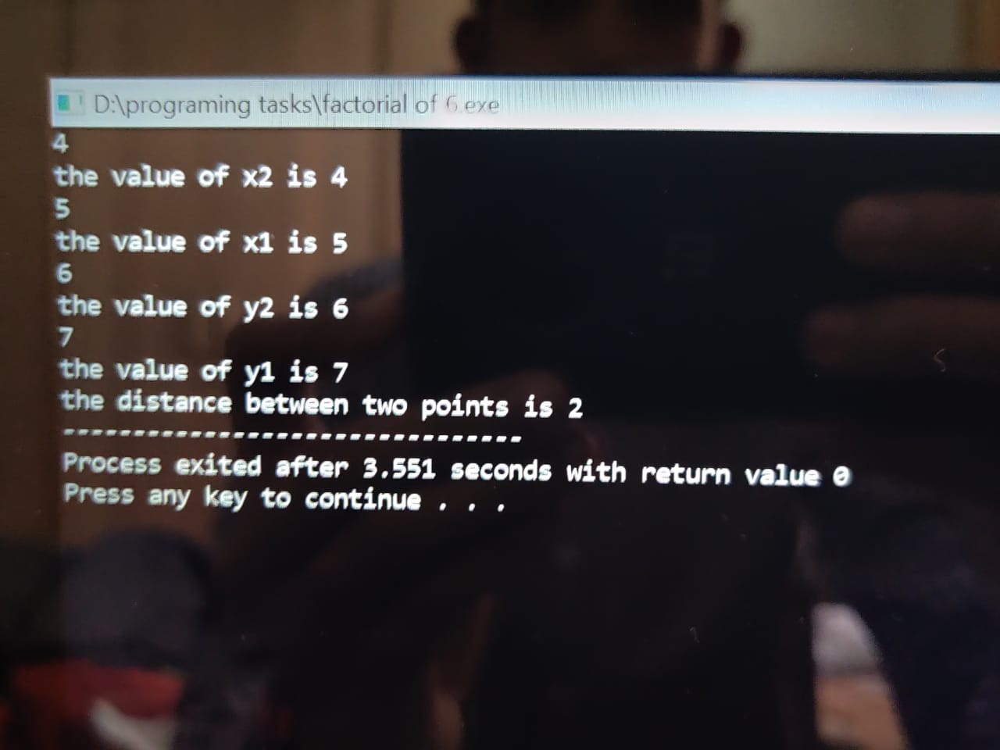 D:\programing tasks\factorial of 6.exe
4
the value of x2 is 4
5
the value of x1 is 5
6
the value of y2 is 6
7
the value of y1 is 7
the distance between two points is 2
--------------------------------
Process exited after 3.551 seconds with return value 0
Press any key to continue . . .